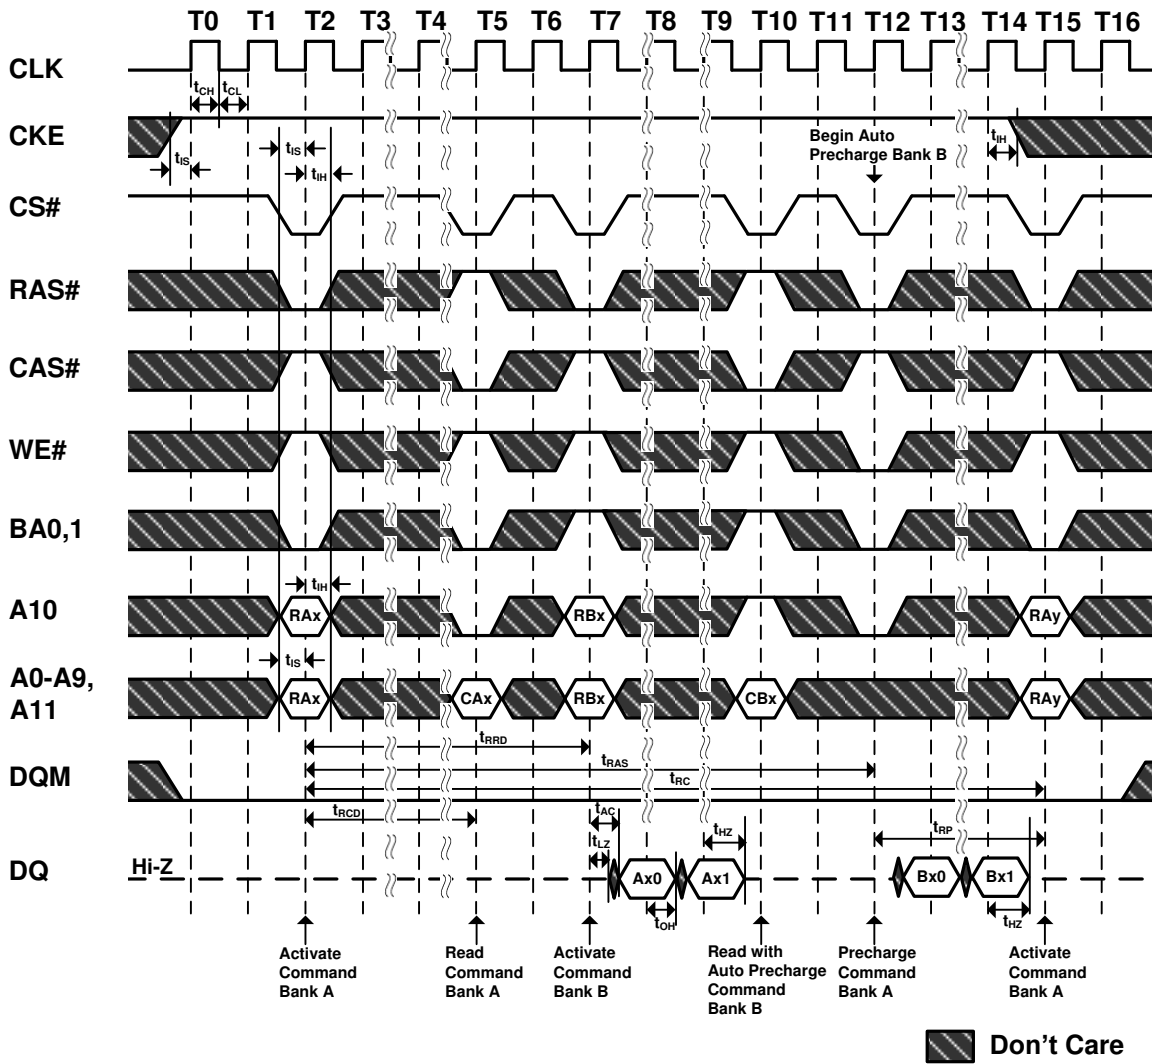 T0 T1 T2 T3 T4 T5 T6 T7 T8 T9 T10 T11 T12 T13 T14 T15 T16
CLK
tCH tCL
CKE
tIS
tIS
tIH
Begin Auto
Precharge Bank B
tIH
CS#
RAS#
CAS#
WE#
BA0,1
tIH
A10
RAx RBx RAy
tIS
A0-A9,
A11
RAx CAx RBx CBx RAy
tRRD
tRAS
DQM
tRC
tRCD
tAC
tLZ
tHZ
tRP
DQ
Hi-Z
Ax0 Ax1 Bx0 Bx1
tOH
tHZ
Activate
Command
Bank A
Read
Command
Bank A
Activate
Command
Bank B
Read with
Auto Precharge
Command
Bank B
Precharge
Command
Bank A
Activate
Command
Bank A
Don't Care